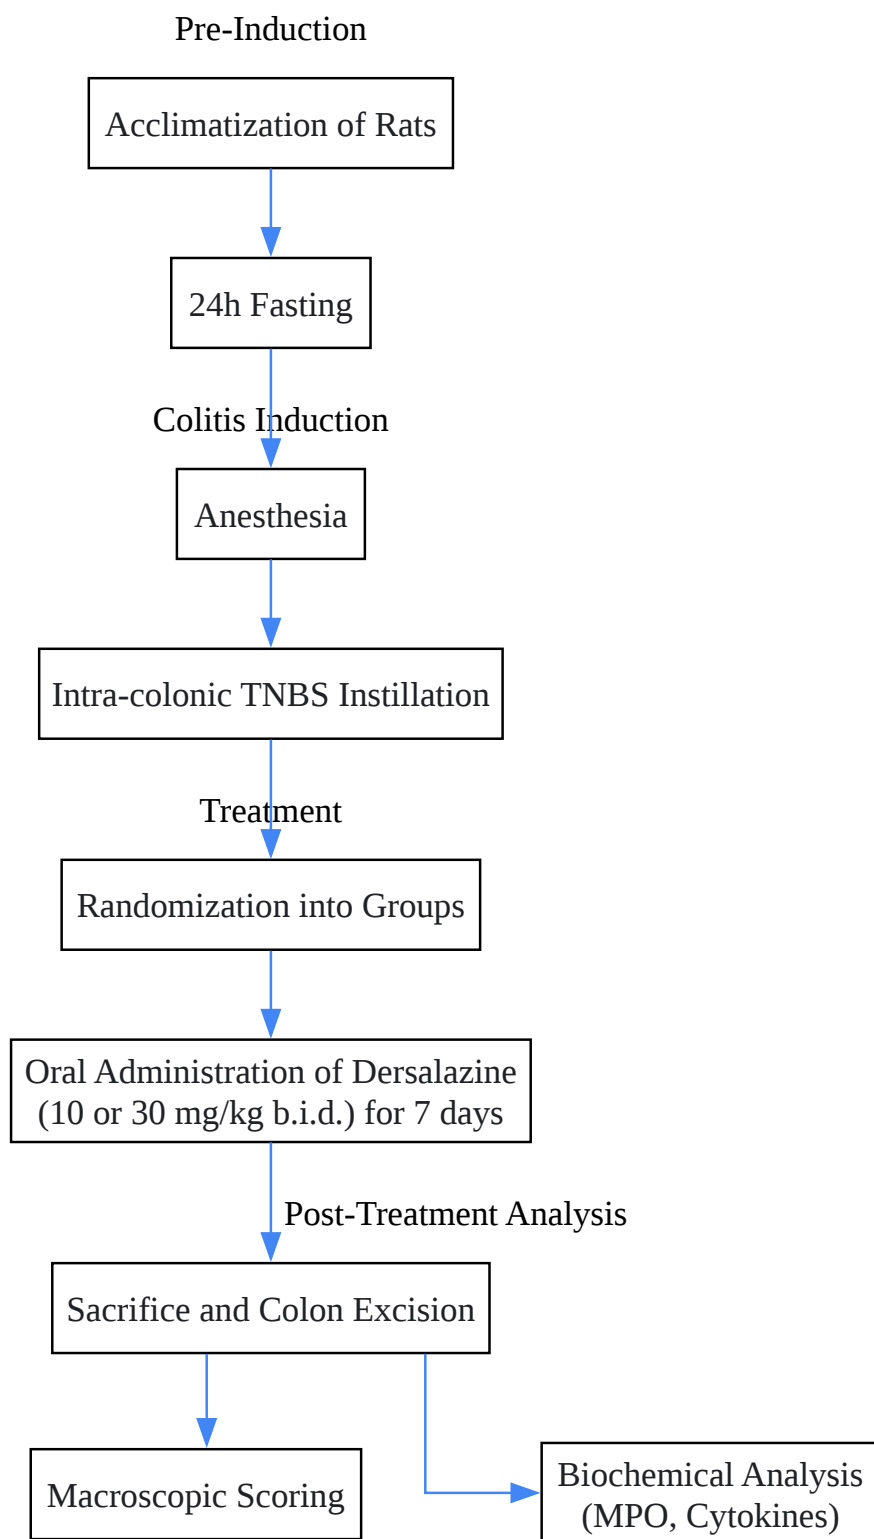 Pre-Induction
Acclimatization of Rats
24h Fasting
Colitis Induction
Anesthesia
Intra-colonic TNBS Instillation
Treatment
Randomization into Groups
Oral Administration of Dersalazine
(10 or 30 mg/kg b.i.d.) for 7 days
Post-Treatment Analysis
Sacrifice and Colon Excision
Macroscopic Scoring
Biochemical Analysis
(MPO, Cytokines)